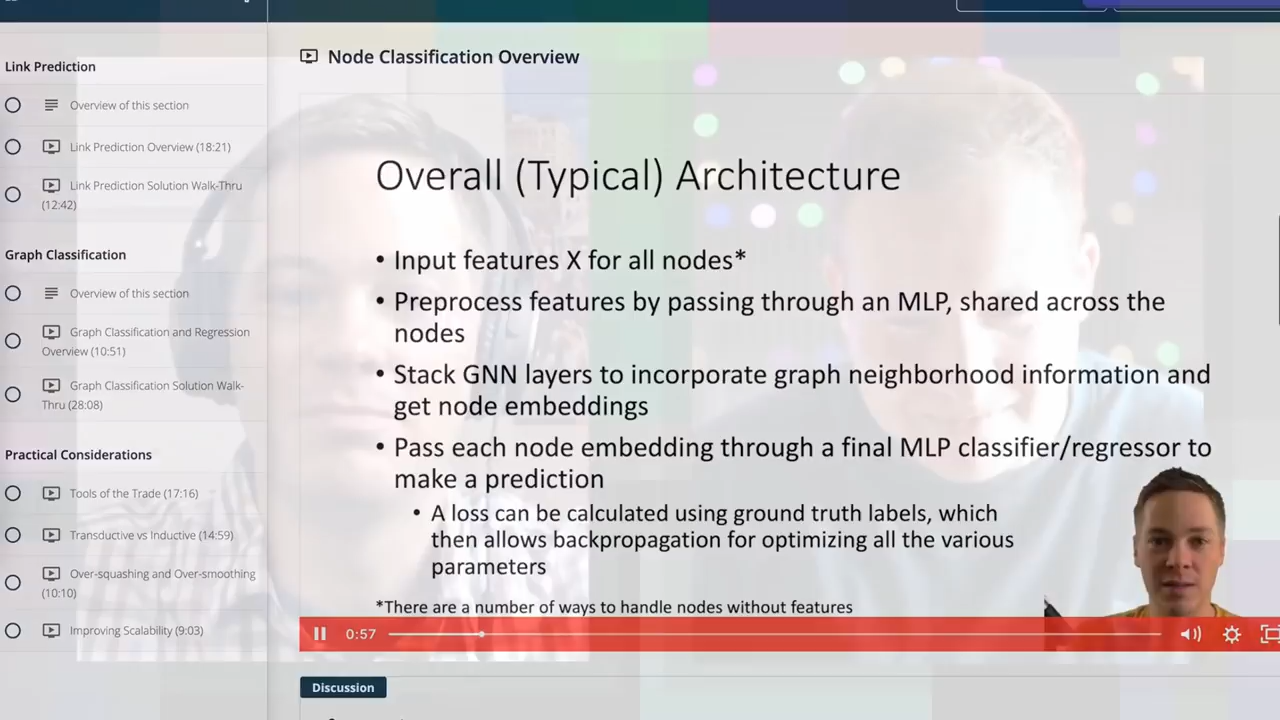 Link Prediction
Overview of this section
Link Prediction Overview (18:21)
Link Prediction Solution Walk-Thru
(12:42)
Graph Classification
Overview of this section
Graph Classification and Regression
Overview (10:51)
Graph Classification Solution Walk-
Thru (28:08)
Practical Considerations
Tools of the Trade (17:16)
Transductive vs Inductive (14:59)
Over-squashing and Over-smoothing
(10:10)
Improving Scalability (9:03)
Node Classification Overview
Overall (Typical) Architecture
• Input features X for all nodes*
• Preprocess features by passing through an MLP, shared across the
nodes
• Stack GNN layers to incorporate graph neighborhood information and
get node embeddings
• Pass each node embedding through a final MLP classifier/regressor to
make a prediction
• A loss can be calculated using ground truth labels, which
then allows backpropagation for optimizing all the various
parameters
*There are a number of ways to handle nodes without features
0:57
Discussion